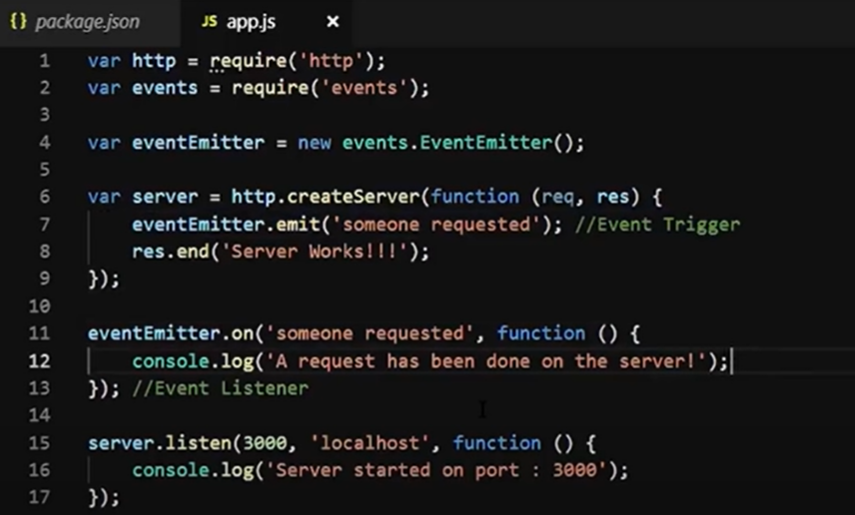 {} package.json JS app.js ×
1 var http = require('http');
2 var events = require('events');
3
4 var eventEmitter = new events.EventEmitter();
5
6 var server = http.createServer(function (req, res) {
7     eventEmitter.emit('someone requested'); //Event Trigger
8     res.end('Server Works!!!');
9 });
10
11 eventEmitter.on('someone requested', function () {
12     console.log('A request has been done on the server!');
13 }); //Event Listener
14
15 server.listen(3000, 'localhost', function () {
16     console.log('Server started on port : 3000');
17 });